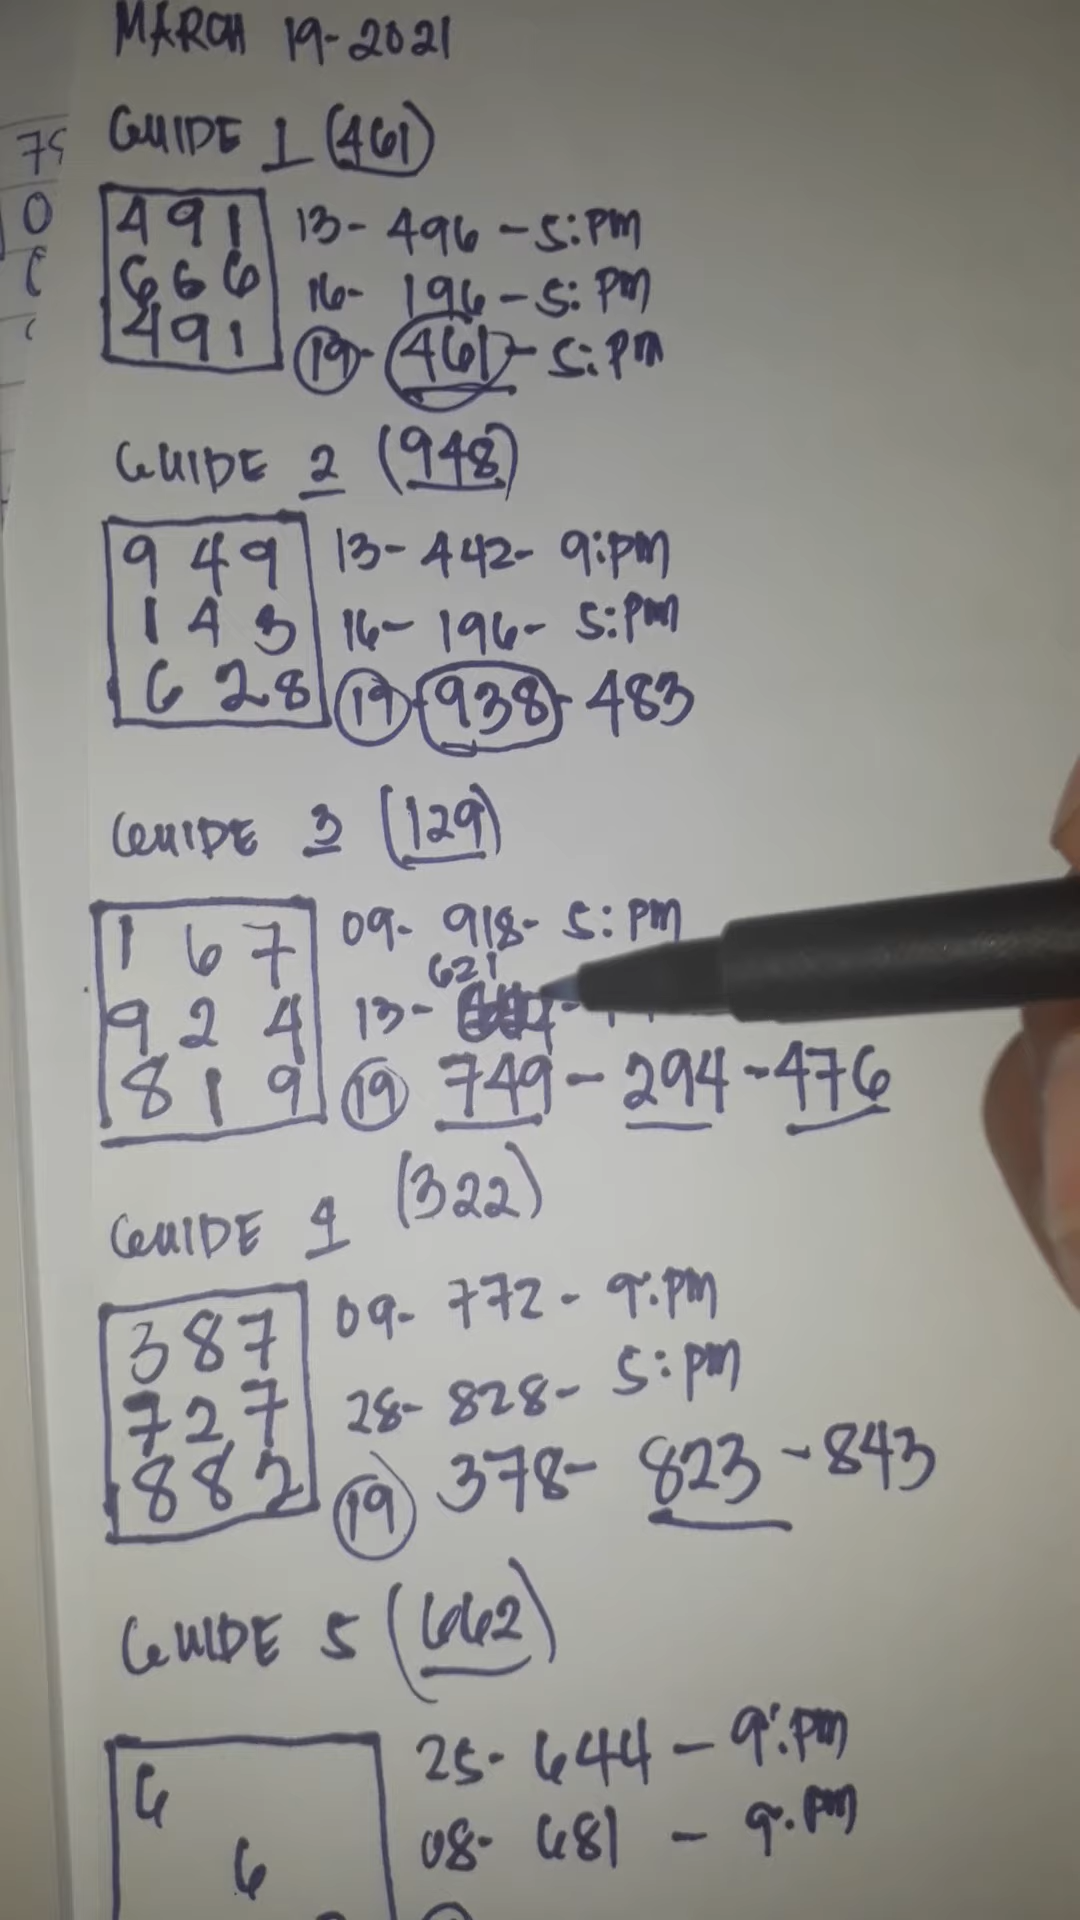 MARCH 19-2021
GUIDE 1 (461)
491
666
491
13- 496 - 5:PM
16- 196 - 5:PM
19- 461 - 5:PM
GUIDE 2 (948)
949
143
628
13- 442- 9:PM
16- 196- 5:PM
19 - 938 - 483
GUIDE 3 (129)
167
924
819
09- 918- 5:PM
621
13-
19 749 - 294 - 476
GUIDE 4 (322)
387
727
882
09- 772- 9:PM
28- 828- 5:PM
19 378- 823 - 843
GUIDE 5 (662)
6
6
25- 644 - 9:PM
08- 681 - 9.PM